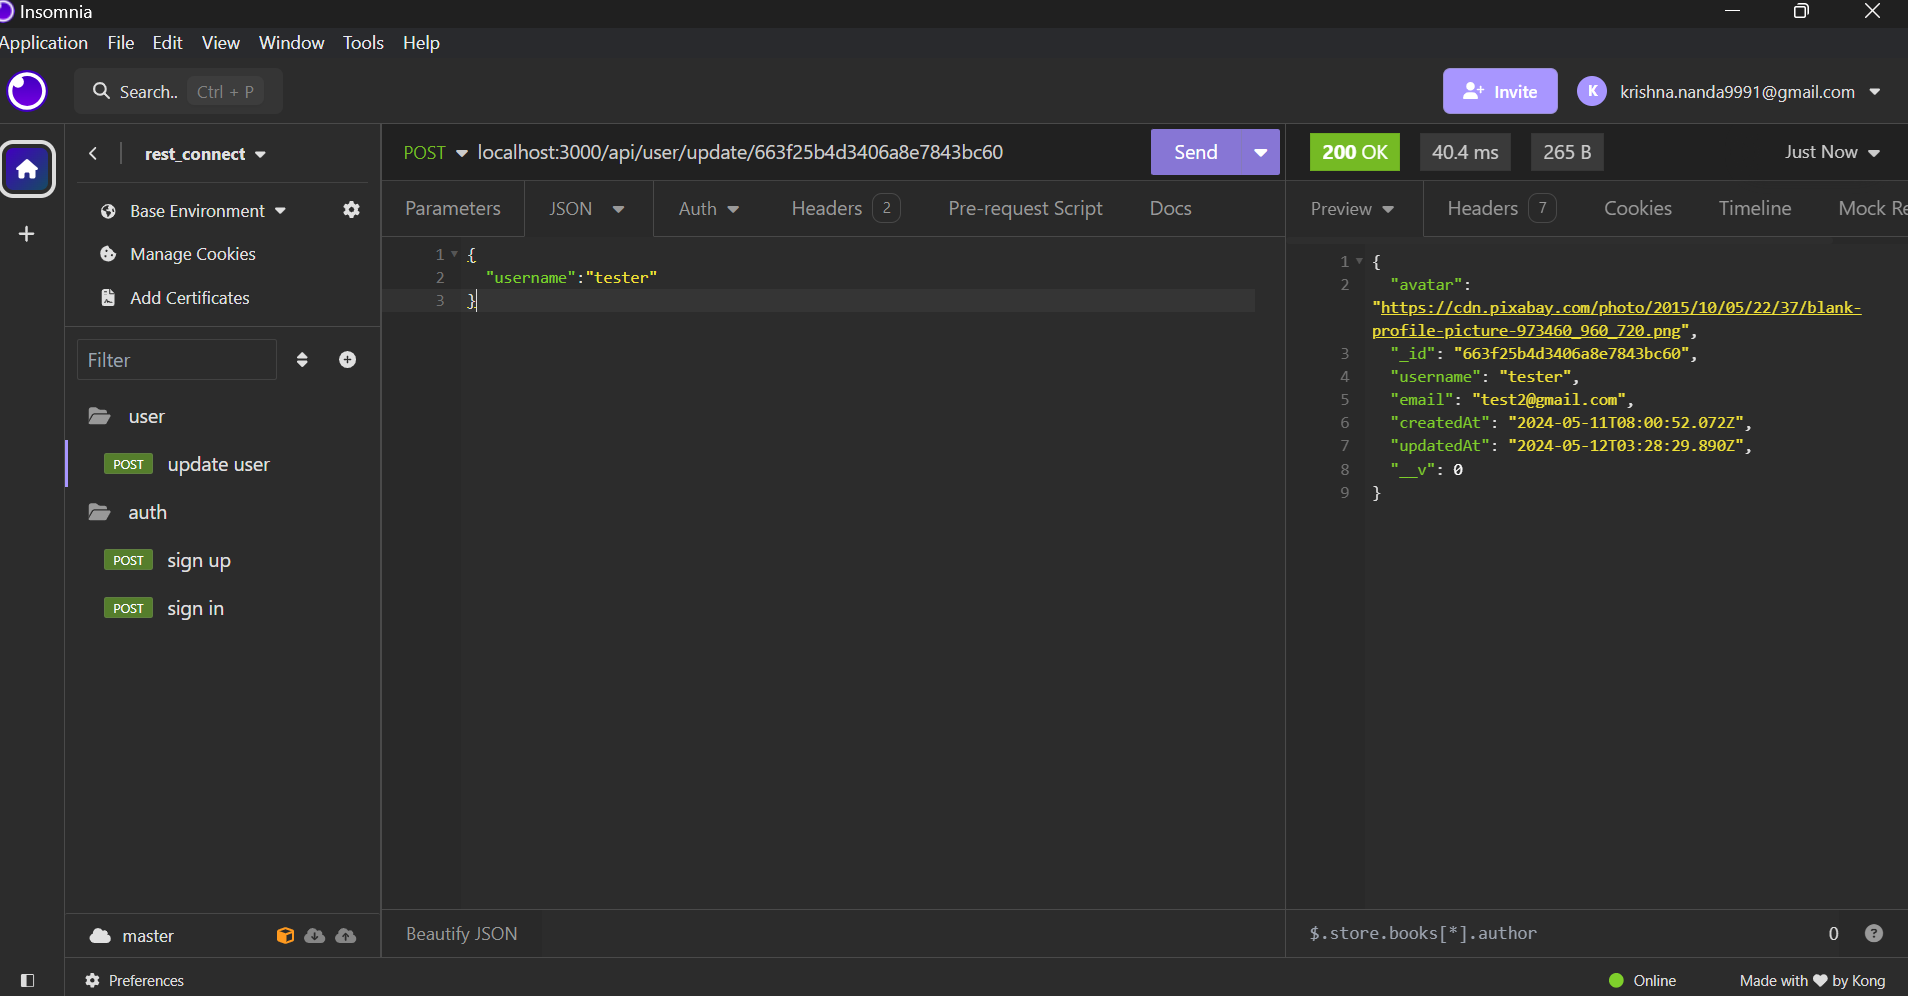 Insomnia
Application File Edit View Window Tools Help
Search.. Ctrl + P
Invite K krishna.nanda9991@gmail.com
rest_connect
Base Environment
Manage Cookies
Add Certificates
Filter
user
POST update user
auth
POST sign up
POST sign in
master
Preferences
POST localhost:3000/api/user/update/663f25b4d3406a8e7843bc60 Send
Parameters JSON Auth Headers 2 Pre-request Script Docs
1 {
2 "username":"tester"
3 }
Beautify JSON
200 OK 40.4 ms 265 B Just Now
Preview Headers 7 Cookies Timeline Mock Re
1 {
2 "avatar":
"https://cdn.pixabay.com/photo/2015/10/05/22/37/blank-
profile-picture-973460_960_720.png",
3 "_id": "663f25b4d3406a8e7843bc60",
4 "username": "tester",
5 "email": "test2@gmail.com",
6 "createdAt": "2024-05-11T08:00:52.072Z",
7 "updatedAt": "2024-05-12T03:28:29.890Z",
8 "__v": 0
9 }
$.store.books[*].author 0 ?
Online Made with ♥ by Kong